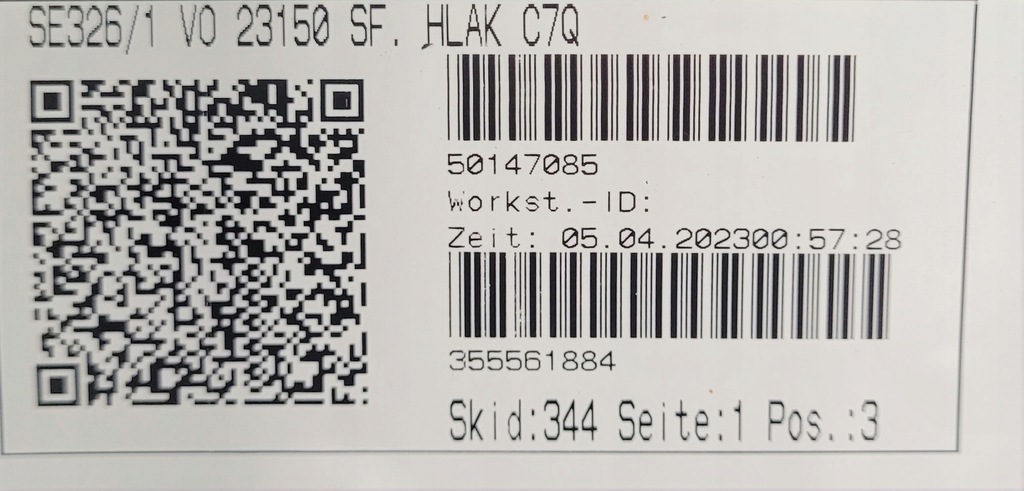 SE326/1 VO 23150 SF. HLAK C7Q
50147085
Workst.-ID:
Zeit: 05.04.202300:57:28
355561884
Skid:344 Seite:1 Pos.:3